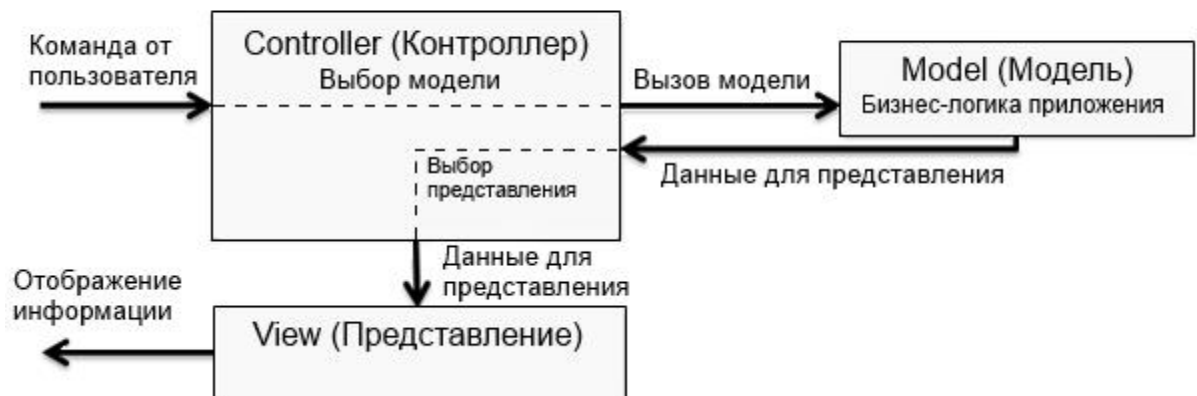 Команда от
пользователя
Controller (Контроллер)
Выбор модели
Вызов модели
Model (Модель)
Бизнес-логика приложения
Выбор
представления
Данные для представления
Данные для
представления
Отображение
информации
View (Представление)